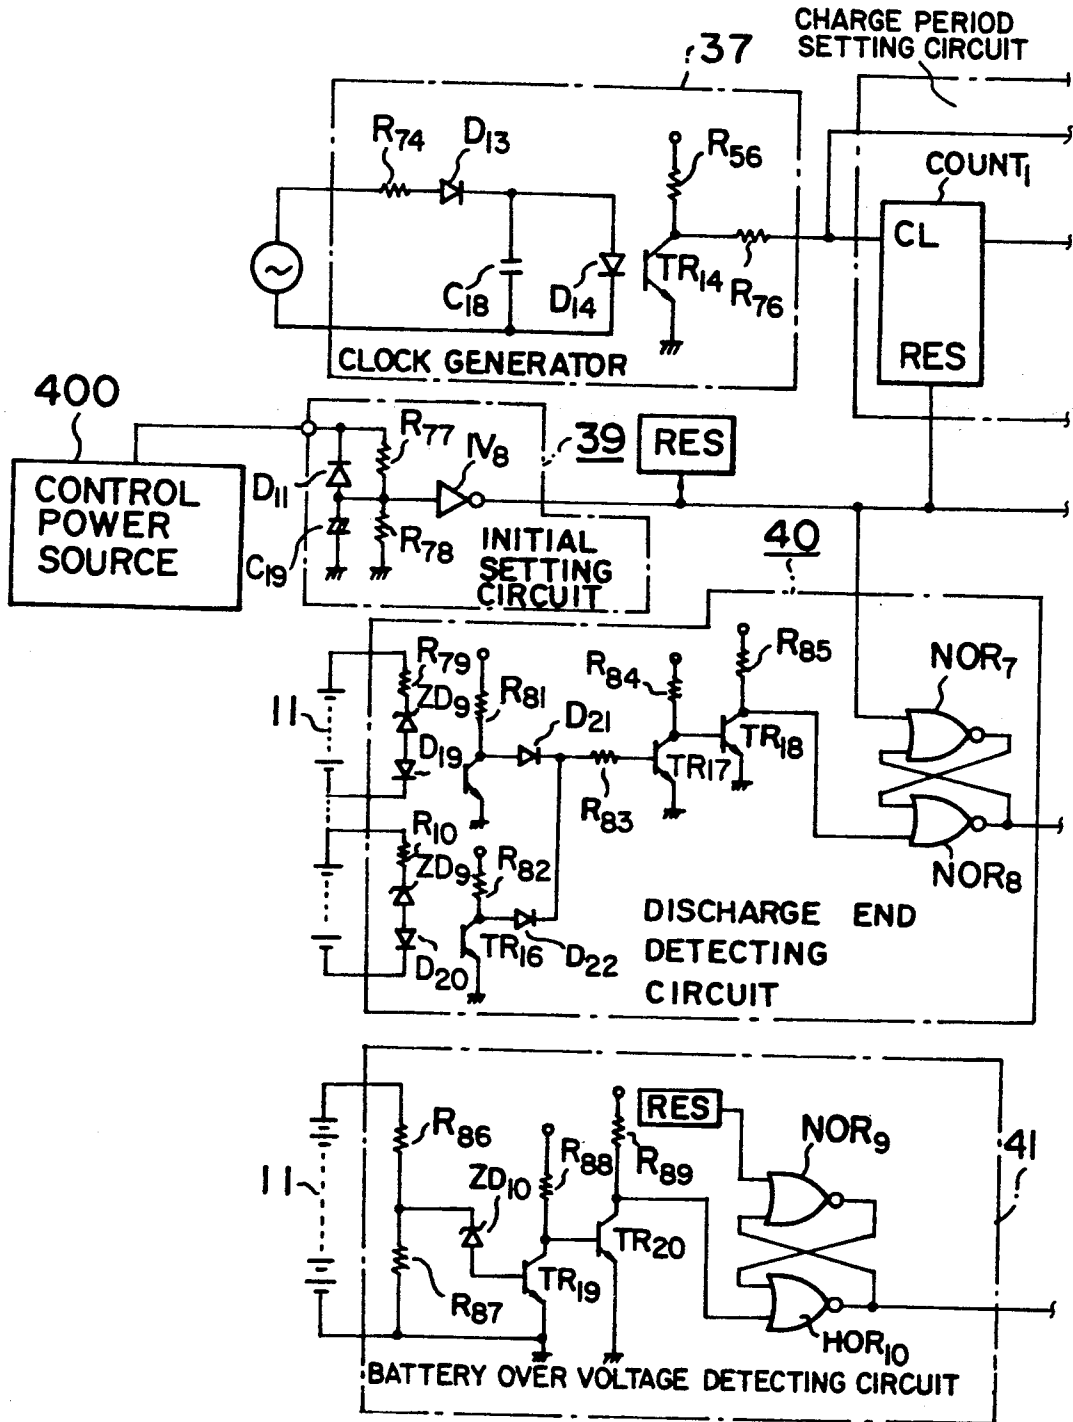 CHARGE PERIOD
SETTING CIRCUIT
37
R74
D13
R56
COUNT1
CL
C18
D14
TR14
R76
RES
CLOCK GENERATOR
400
R77
IV8
39
RES
D11
CONTROL
POWER
SOURCE
R78
C19
INITIAL
SETTING
CIRCUIT
40
R79
R81
R84
R85
NOR7
ZD9
D21
11
D19
TR17
TR18
R83
R10
ZD9
R82
NOR8
TR16
D22
D20
DISCHARGE END
DETECTING
CIRCUIT
R86
RES
NOR9
41
R88
R89
11
ZD10
TR20
TR19
R87
HOR10
BATTERY OVER VOLTAGE DETECTING CIRCUIT